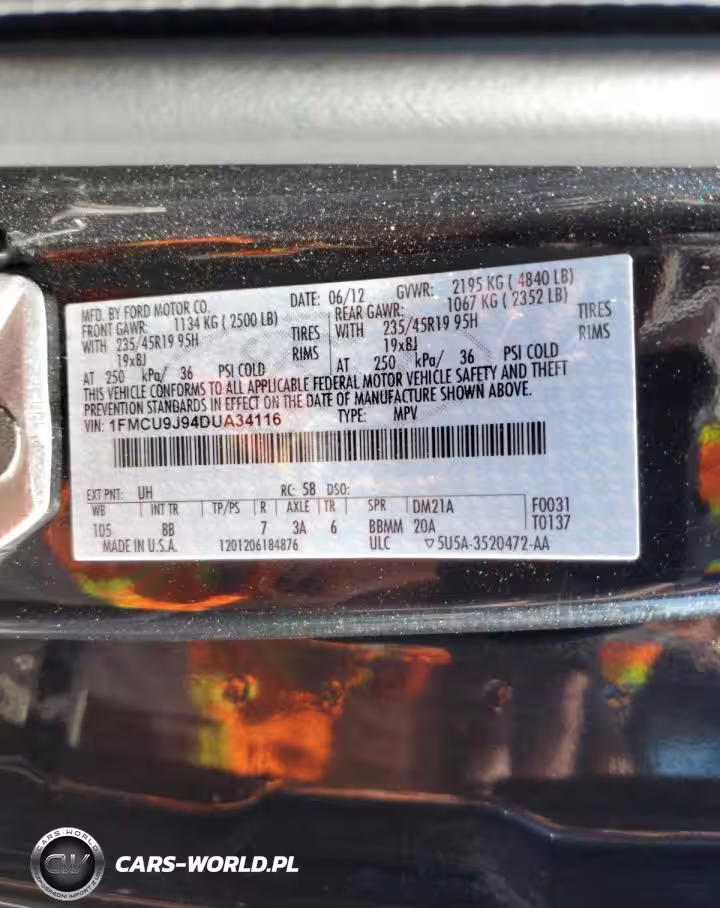 MFD. BY FORD MOTOR CO. DATE: 06/12 GVWR: 2195 KG ( 4840 LB)
FRONT GAWR: 1134 KG ( 2500 LB) REAR GAWR: 1067 KG ( 2352 LB)
WITH 235/45R19 95H TIRES WITH 235/45R19 95H TIRES
19x8J RIMS 19x8J RIMS
AT 250 kPa/ 36 PSI COLD AT 250 kPa/ 36 PSI COLD
THIS VEHICLE CONFORMS TO ALL APPLICABLE FEDERAL MOTOR VEHICLE SAFETY AND THEFT
PREVENTION STANDARDS IN EFFECT ON THE DATE OF MANUFACTURE SHOWN ABOVE.
VIN: 1FMCU9J94DUA34116 TYPE: MPV
EXT PNT: UH RC: 58 DSO:
WB INT TR TP/PS R AXLE TR SPR DM21A F0031
105 BB 7 3A 6 BBMM 20A T0137
MADE IN U.S.A. 1201206184876 ULC ▽5U5A-3520472-AA
CARS-WORLD
CW
CARS-WORLD.PL